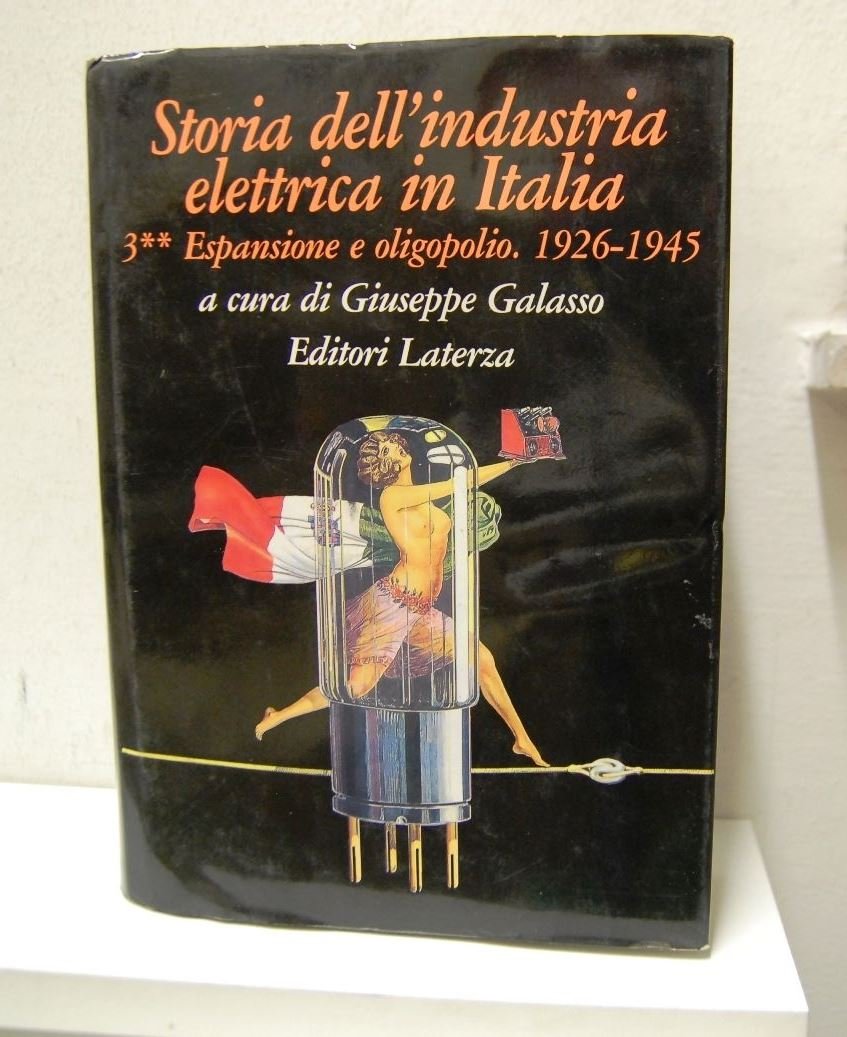 Storia dell'industria
elettrica in Italia
3** Espansione e oligopolio. 1926-1945
a cura di Giuseppe Galasso
Editori Laterza